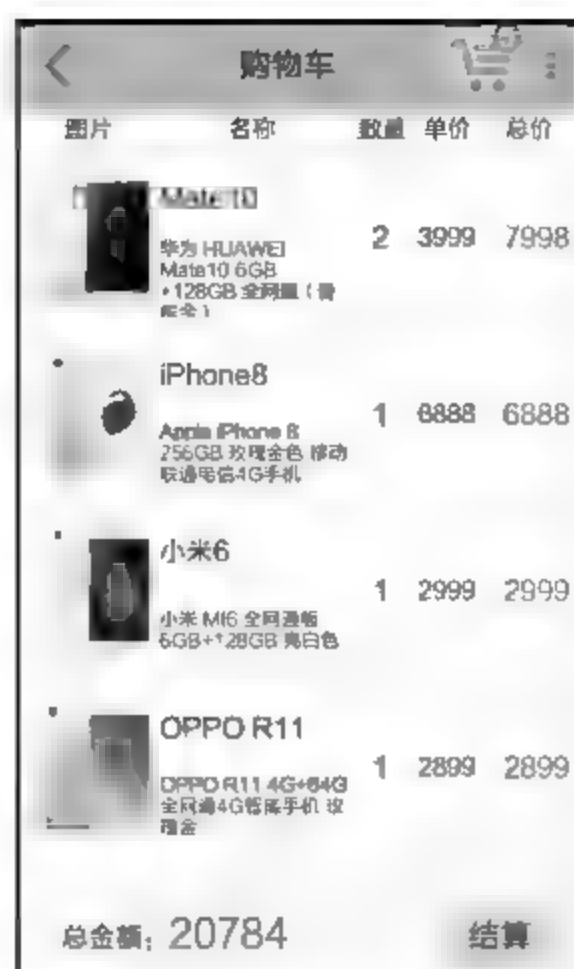 购物车
图片 名称 数量 单价 总价
Mate10
华为 HUAWEI
Mate10 6GB
+128GB 全网通（香
槟金）
2 3999 7998
iPhone8
Apple iPhone 8
256GB 玫瑰金色 移动
联通电信4G手机
1 6888 6888
小米6
小米 MI6 全网通版
6GB+128GB 亮白色
1 2999 2999
OPPO R11
OPPO R11 4G+64G
全网通4G智能手机 玫
瑰金
1 2899 2899
总金额：20784
结算